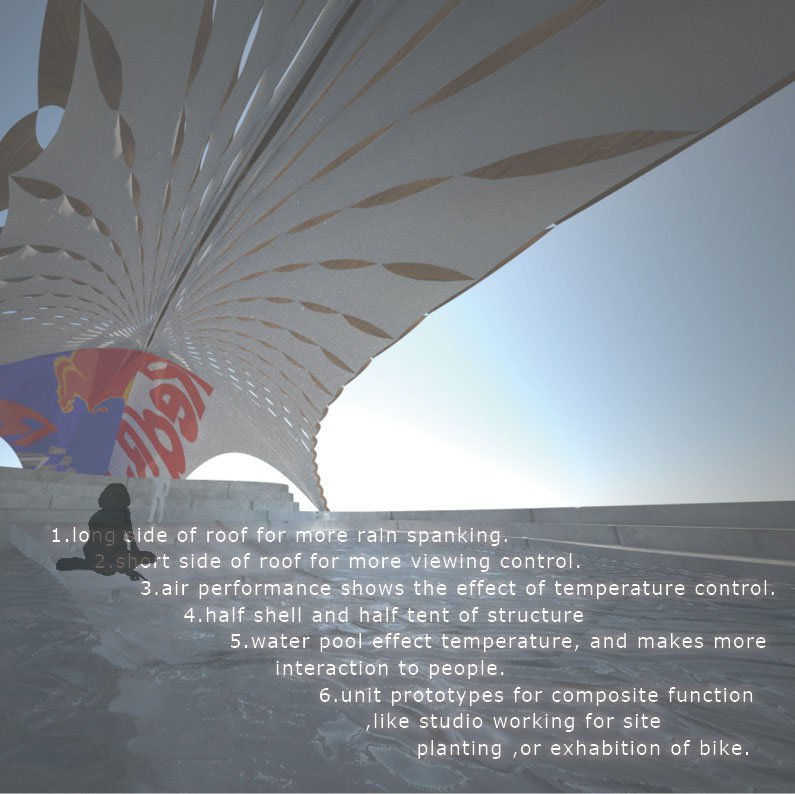 1.long side of roof for more rain spanking.
2.short side of roof for more viewing control.
3.air performance shows the effect of temperature control.
4.half shell and half tent of structure
5.water pool effect temperature, and makes more
interaction to people.
6.unit prototypes for composite function
,like studio working for site
planting ,or exhabition of bike.